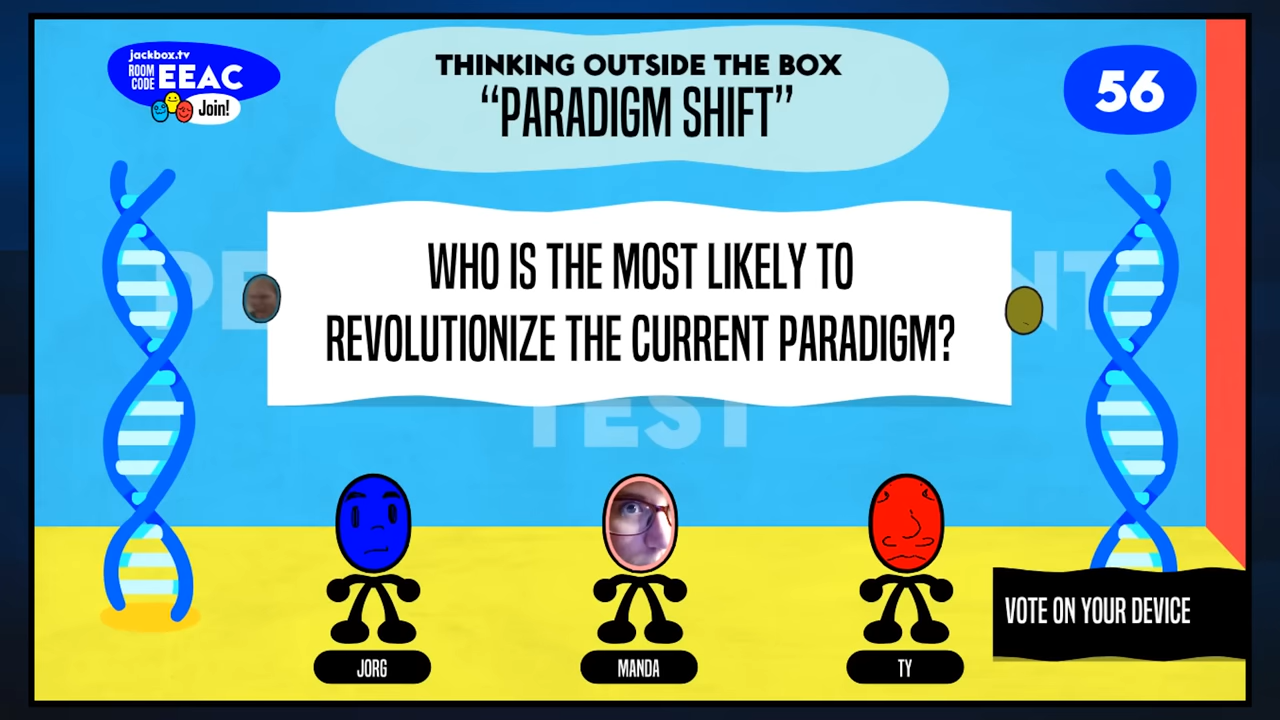 jackbox.tv
ROOM CODE EEAC
Join!
THINKING OUTSIDE THE BOX
“PARADIGM SHIFT”
56
WHO IS THE MOST LIKELY TO
REVOLUTIONIZE THE CURRENT PARADIGM?
TEST
JORG
MANDA
TY
VOTE ON YOUR DEVICE